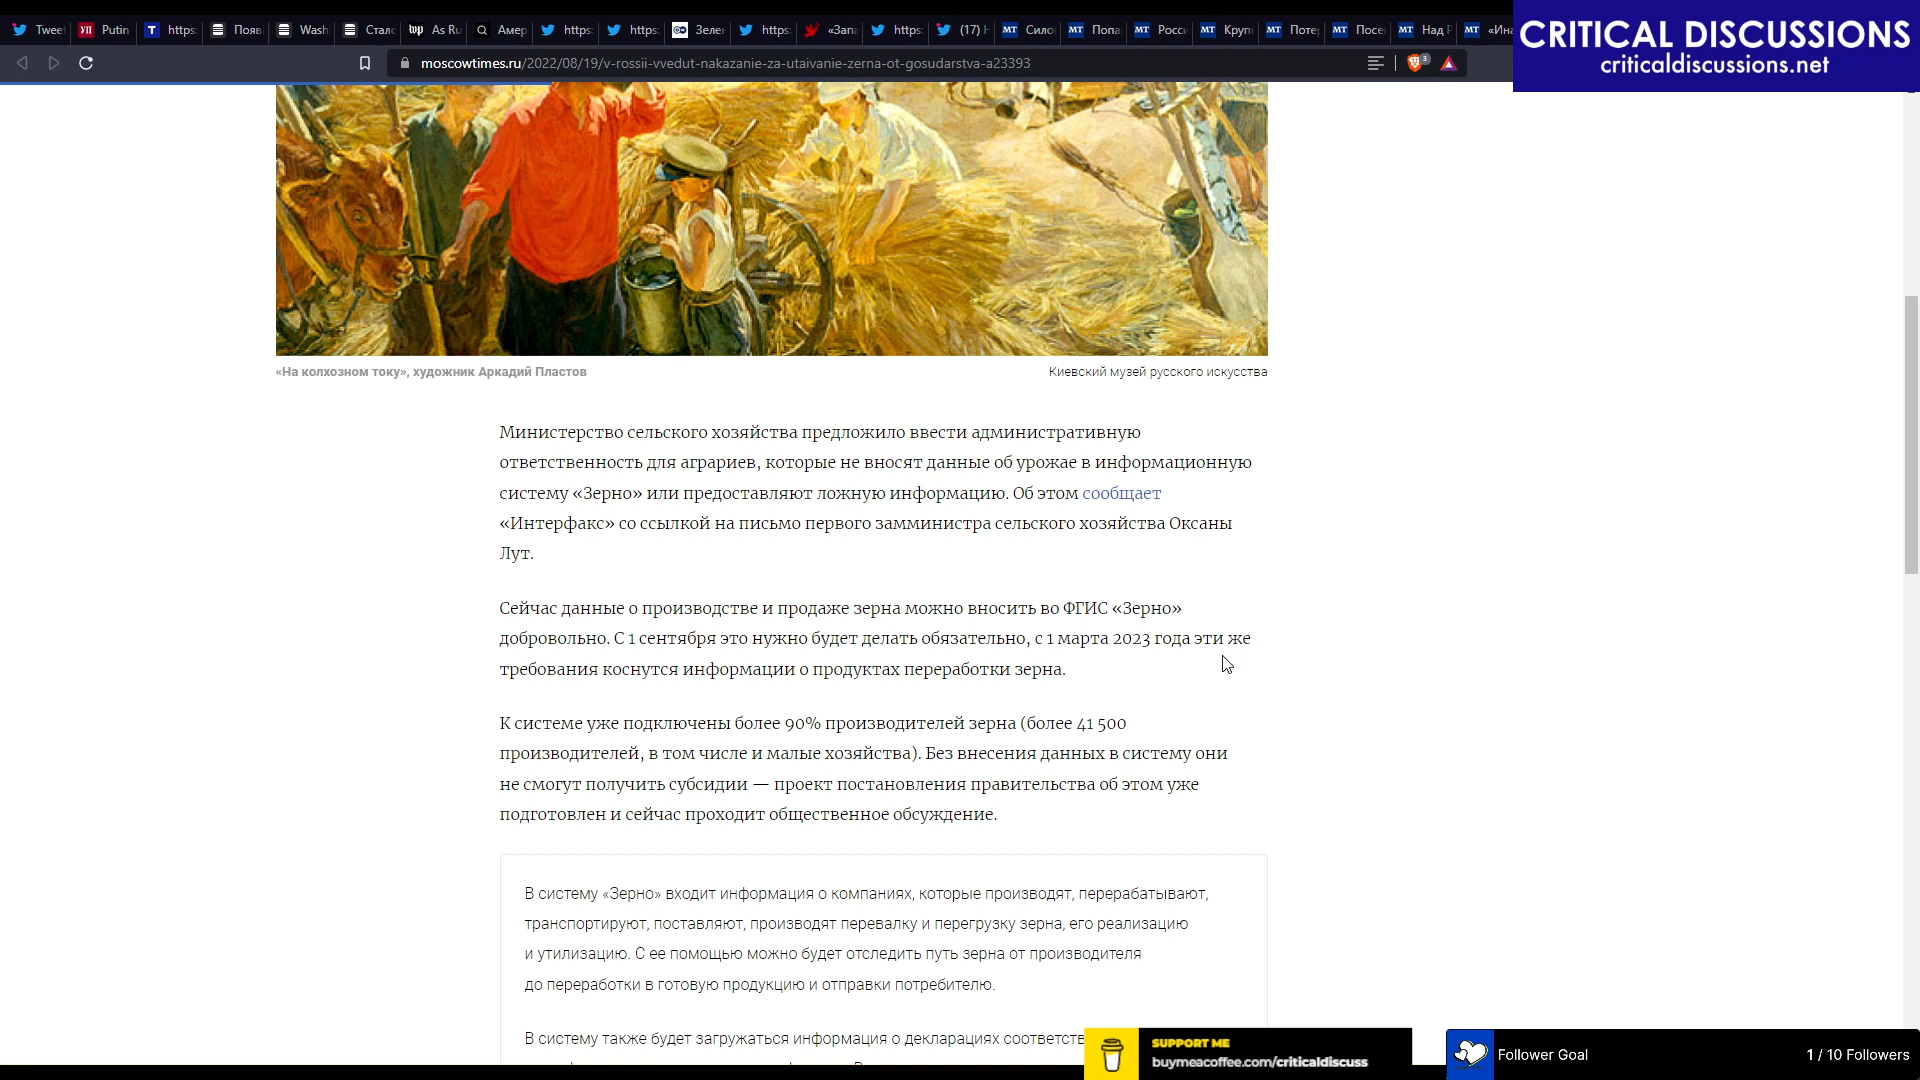 Tweet
Putin
https:
Появ
Wash
Стало
As Ru
Амер
https:
https:
Зелен
https:
«Запа
https:
(17) H
Сило
Попа
Росси
Крупн
Потер
Посе
Над Р
«Ина
CRITICAL DISCUSSIONS
criticaldiscussions.net
moscowtimes.ru/2022/08/19/v-rossii-vvedut-nakazanie-za-utaivanie-zerna-ot-gosudarstva-a23393
3
«На колхозном току», художник Аркадий Пластов
Киевский музей русского искусства
Министерство сельского хозяйства предложило ввести административную
ответственность для аграриев, которые не вносят данные об урожае в информационную
систему «Зерно» или предоставляют ложную информацию. Об этом сообщает
«Интерфакс» со ссылкой на письмо первого замминистра сельского хозяйства Оксаны
Лут.
Сейчас данные о производстве и продаже зерна можно вносить во ФГИС «Зерно»
добровольно. С 1 сентября это нужно будет делать обязательно, с 1 марта 2023 года эти же
требования коснутся информации о продуктах переработки зерна.
К системе уже подключены более 90% производителей зерна (более 41 500
производителей, в том числе и малые хозяйства). Без внесения данных в систему они
не смогут получить субсидии — проект постановления правительства об этом уже
подготовлен и сейчас проходит общественное обсуждение.
В систему «Зерно» входит информация о компаниях, которые производят, перерабатывают,
транспортируют, поставляют, производят перевалку и перегрузку зерна, его реализацию
и утилизацию. С ее помощью можно будет отследить путь зерна от производителя
до переработки в готовую продукцию и отправки потребителю.
В систему также будет загружаться информация о декларациях соответств
SUPPORT ME
buymeacoffee.com/criticaldiscuss
Follower Goal
1 / 10 Followers